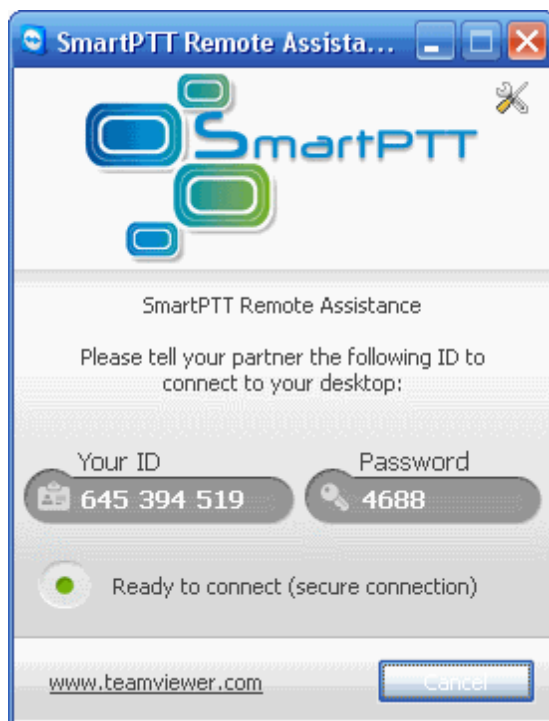 SmartPTT Remote Assista...
SmartPTT
SmartPTT Remote Assistance
Please tell your partner the following ID to
connect to your desktop:
Your ID
Password
645 394 519
4688
Ready to connect (secure connection)
www.teamviewer.com
Cancel